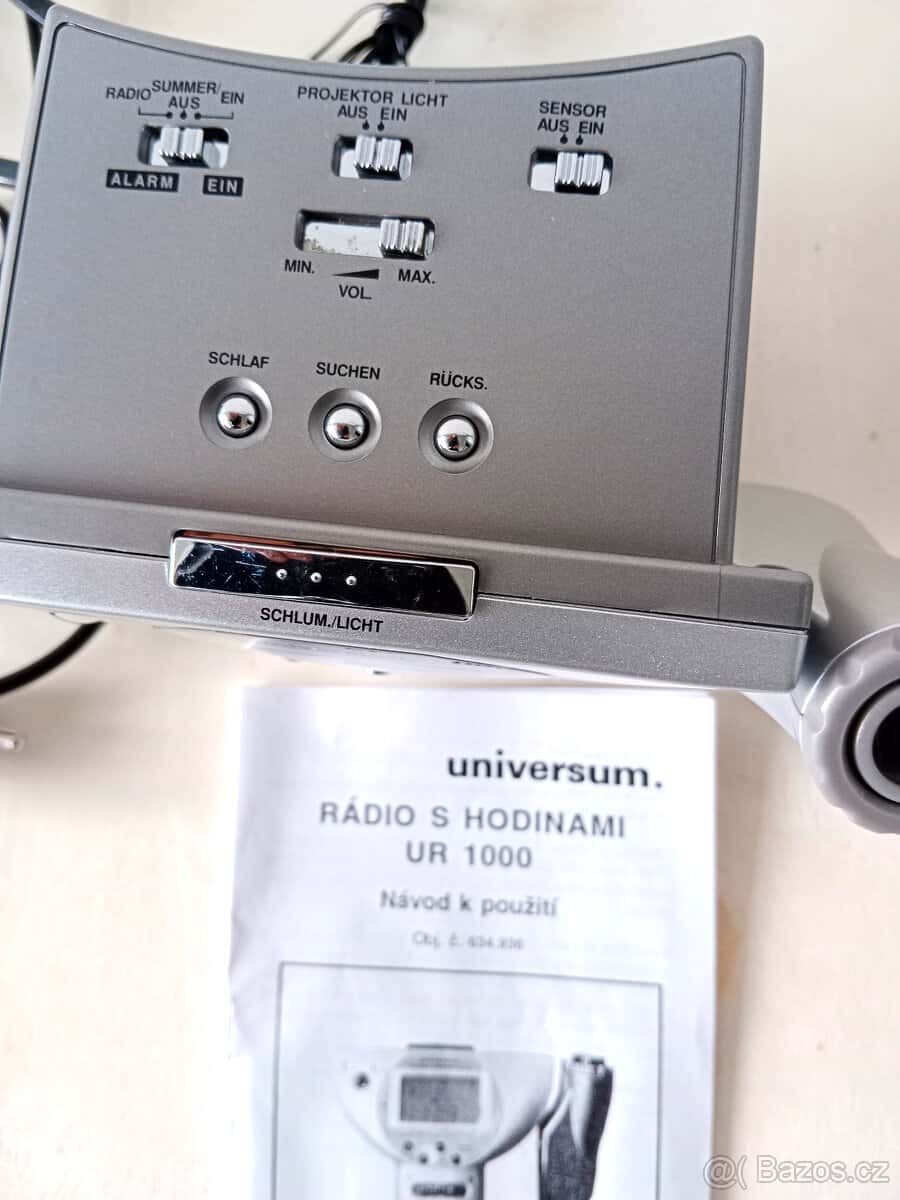 RADIO SUMMER/ AUS EIN
PROJEKTOR LICHT
AUS EIN
SENSOR
AUS EIN
ALARM EIN
MIN. MAX.
VOL.
SCHLAF SUCHEN RÜCKS.
SCHLUM./LICHT
universum.
RÁDIO S HODINAMI
UR 1000
Návod k použití
Obj. č.
@( Bazos.cz